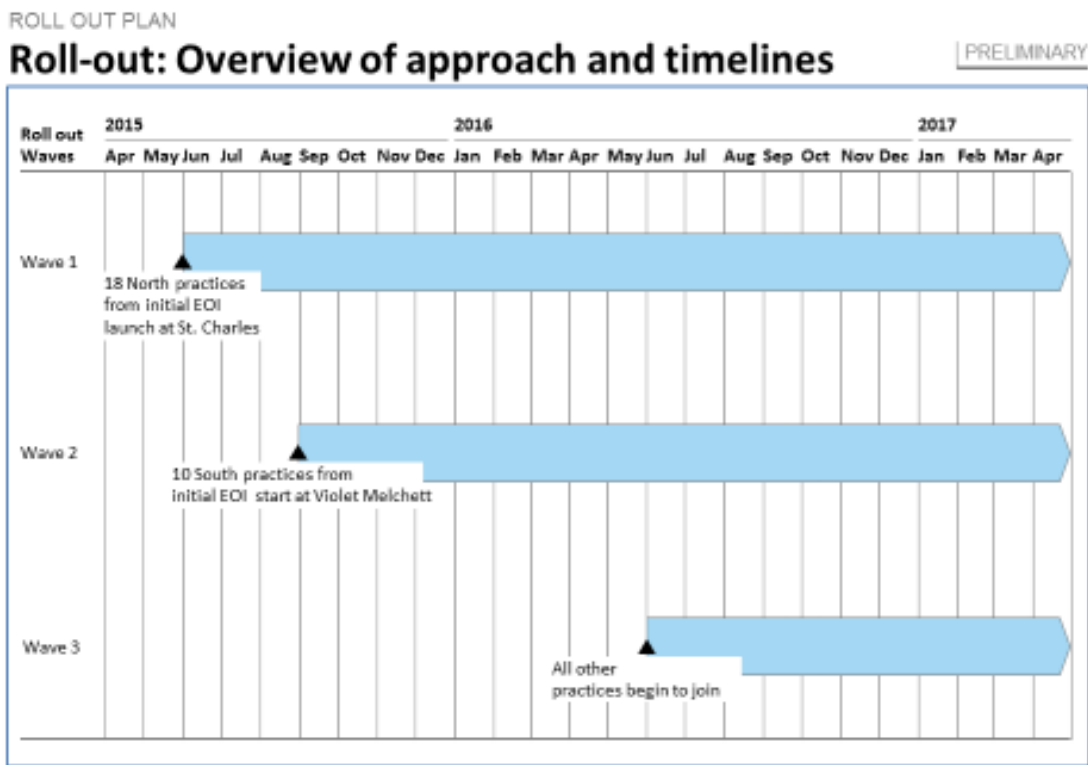 ROLL OUT PLAN
Roll-out: Overview of approach and timelines
PRELIMINARY
Roll out
Waves
2015 2016 2017
Apr May Jun Jul Aug Sep Oct Nov Dec Jan Feb Mar Apr May Jun Jul Aug Sep Oct Nov Dec Jan Feb Mar Apr
Wave 1
18 North practices
from initial EOI
launch at St. Charles
Wave 2
10 South practices from
initial EOI start at Violet Melchett
Wave 3
All other
practices begin to join